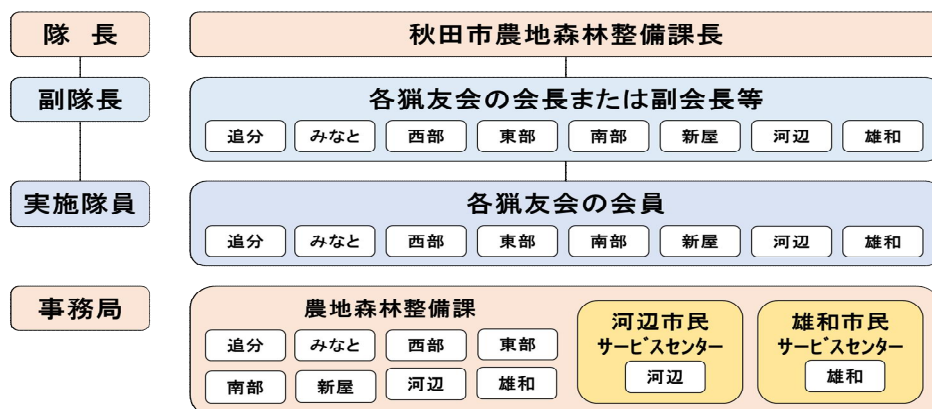 隊 長
秋田市農地森林整備課長
副隊長
各猟友会の会長または副会長等
追分 みなと 西部 東部 南部 新屋 河辺 雄和
実施隊員
各猟友会の会員
追分 みなと 西部 東部 南部 新屋 河辺 雄和
事務局
農地森林整備課
追分 みなと 西部 東部
南部 新屋 河辺 雄和
河辺市民
サービスセンター
河辺
雄和市民
サービスセンター
雄和